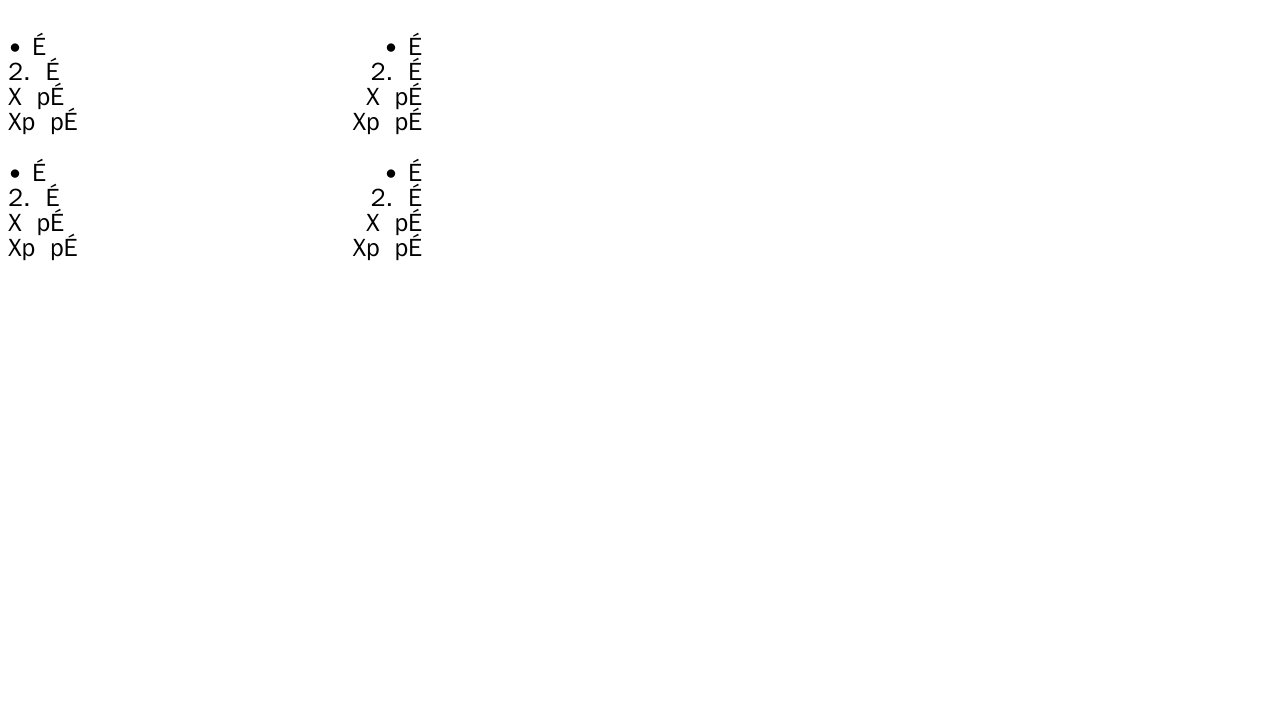 • É
2. É
X pÉ
Xp pÉ
• É
2. É
X pÉ
Xp pÉ
• É
2. É
X pÉ
Xp pÉ
• É
2. É
X pÉ
Xp pÉ